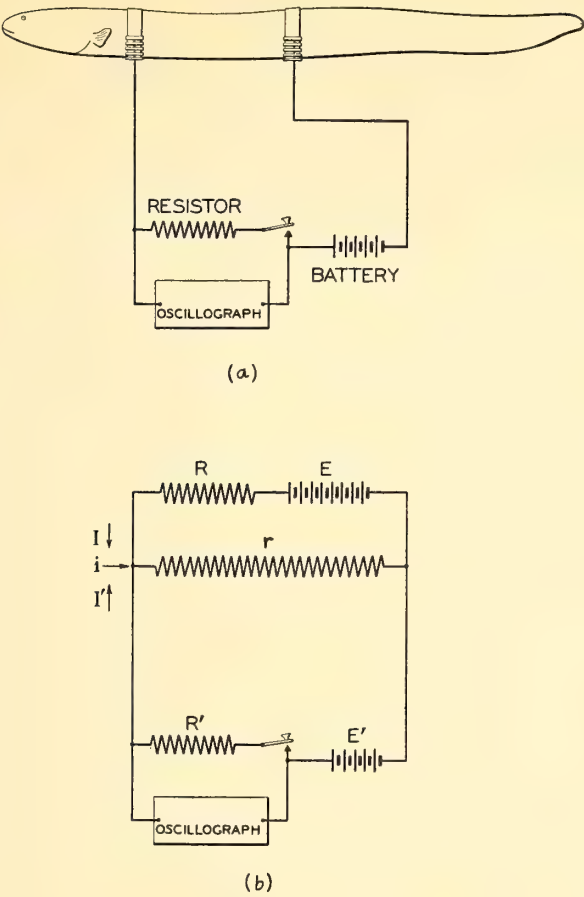 RESISTOR
BATTERY
OSCILLOGRAPH
(a)
R E
I
r
i
I'
R' E'
OSCILLOGRAPH
(b)